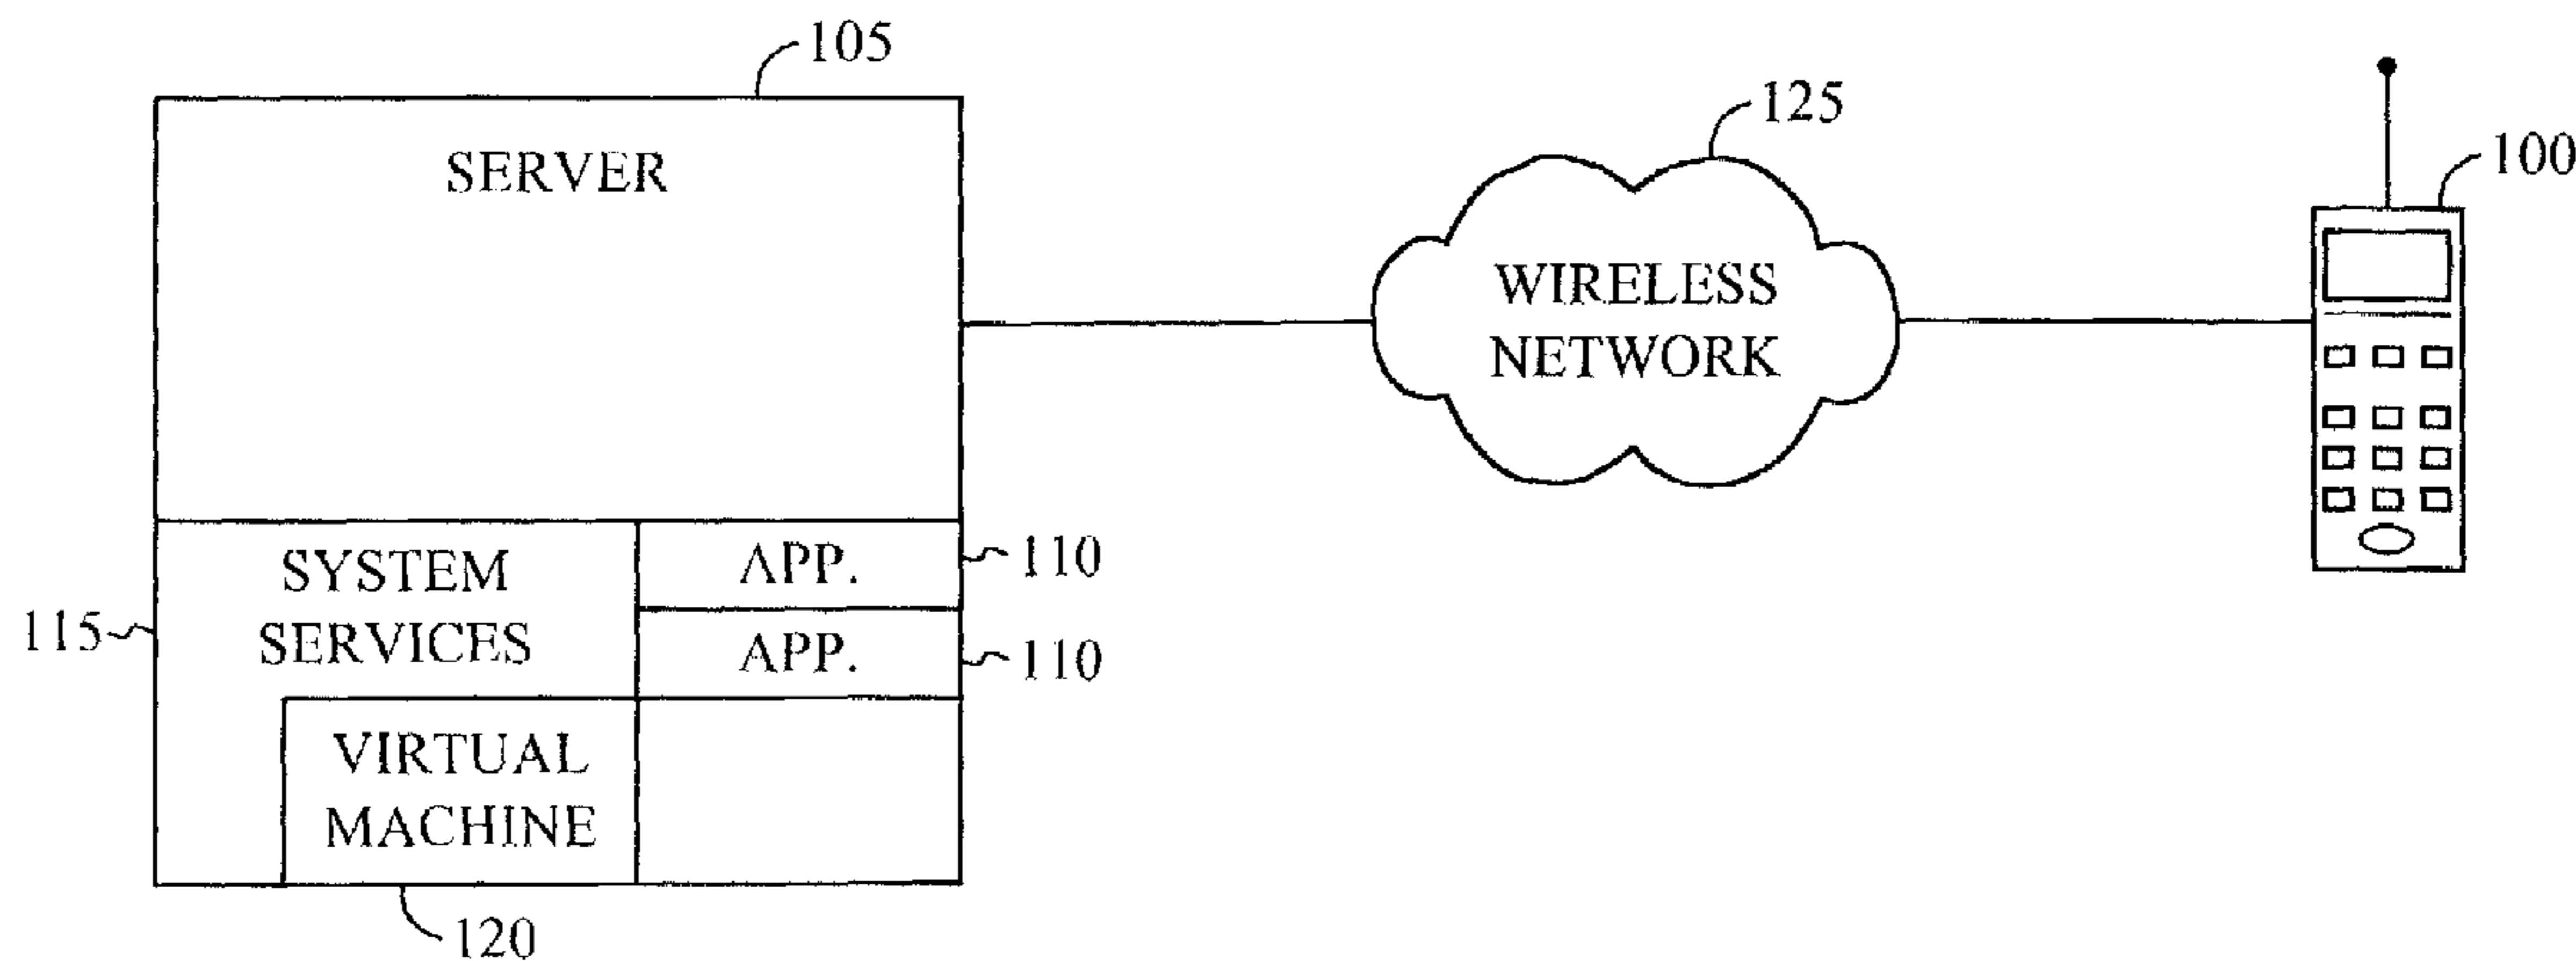 105
SERVER
125
100
WIRELESS
NETWORK
SYSTEM
SERVICES
115
APP.
110
APP.
110
VIRTUAL
MACHINE
120